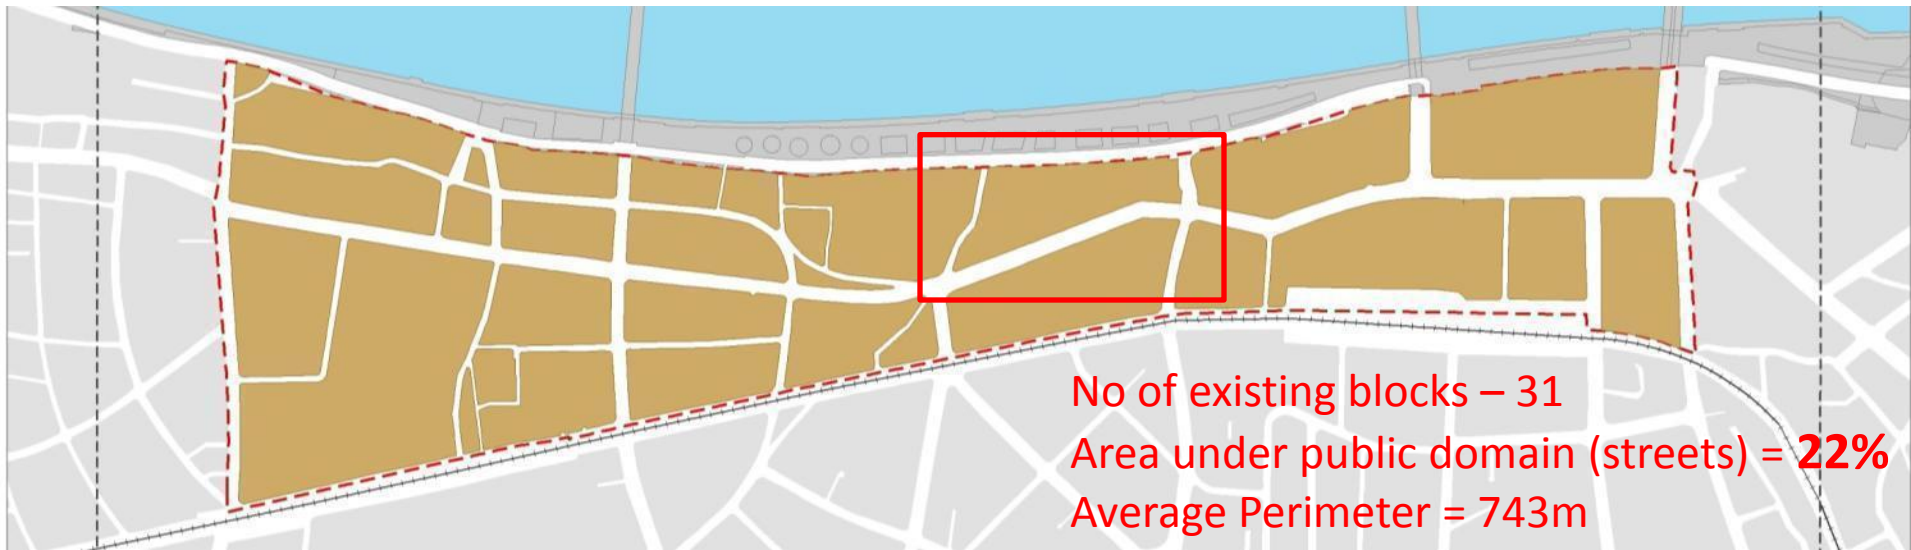 No of existing blocks – 31
Area under public domain (streets) = 22%
Average Perimeter = 743m